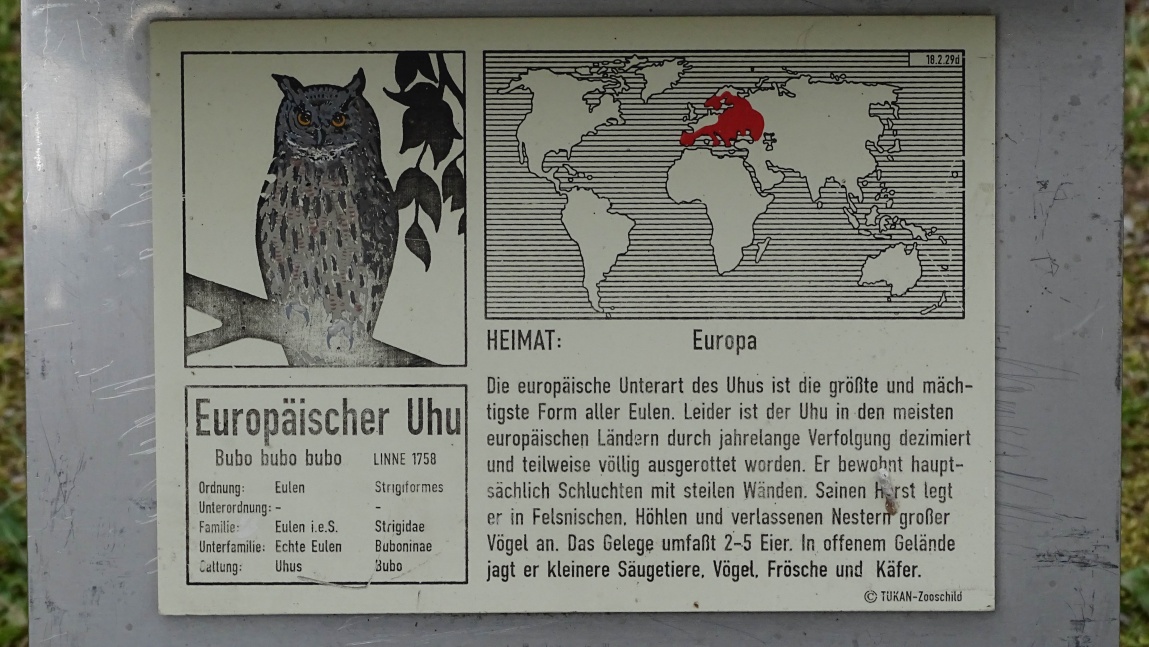 18.2.29d
HEIMAT: Europa
Die europäische Unterart des Uhus ist die größte und mäch-
tigste Form aller Eulen. Leider ist der Uhu in den meisten
europäischen Ländern durch jahrelange Verfolgung dezimiert
und teilweise völlig ausgerottet worden. Er bewohnt haupt-
sächlich Schluchten mit steilen Wänden. Seinen Horst legt
er in Felsnischen, Höhlen und verlassenen Nestern großer
Vögel an. Das Gelege umfaßt 2-5 Eier. In offenem Gelände
jagt er kleinere Säugetiere, Vögel, Frösche und Käfer.
© TUKAN-Zooschild
Europäischer Uhu
Bubo bubo bubo LINNE 1758
Ordnung: Eulen Strigiformes
Unterordnung: - -
Familie: Eulen i.e.S. Strigidae
Unterfamilie: Echte Eulen Buboninae
Gattung: Uhus Bubo